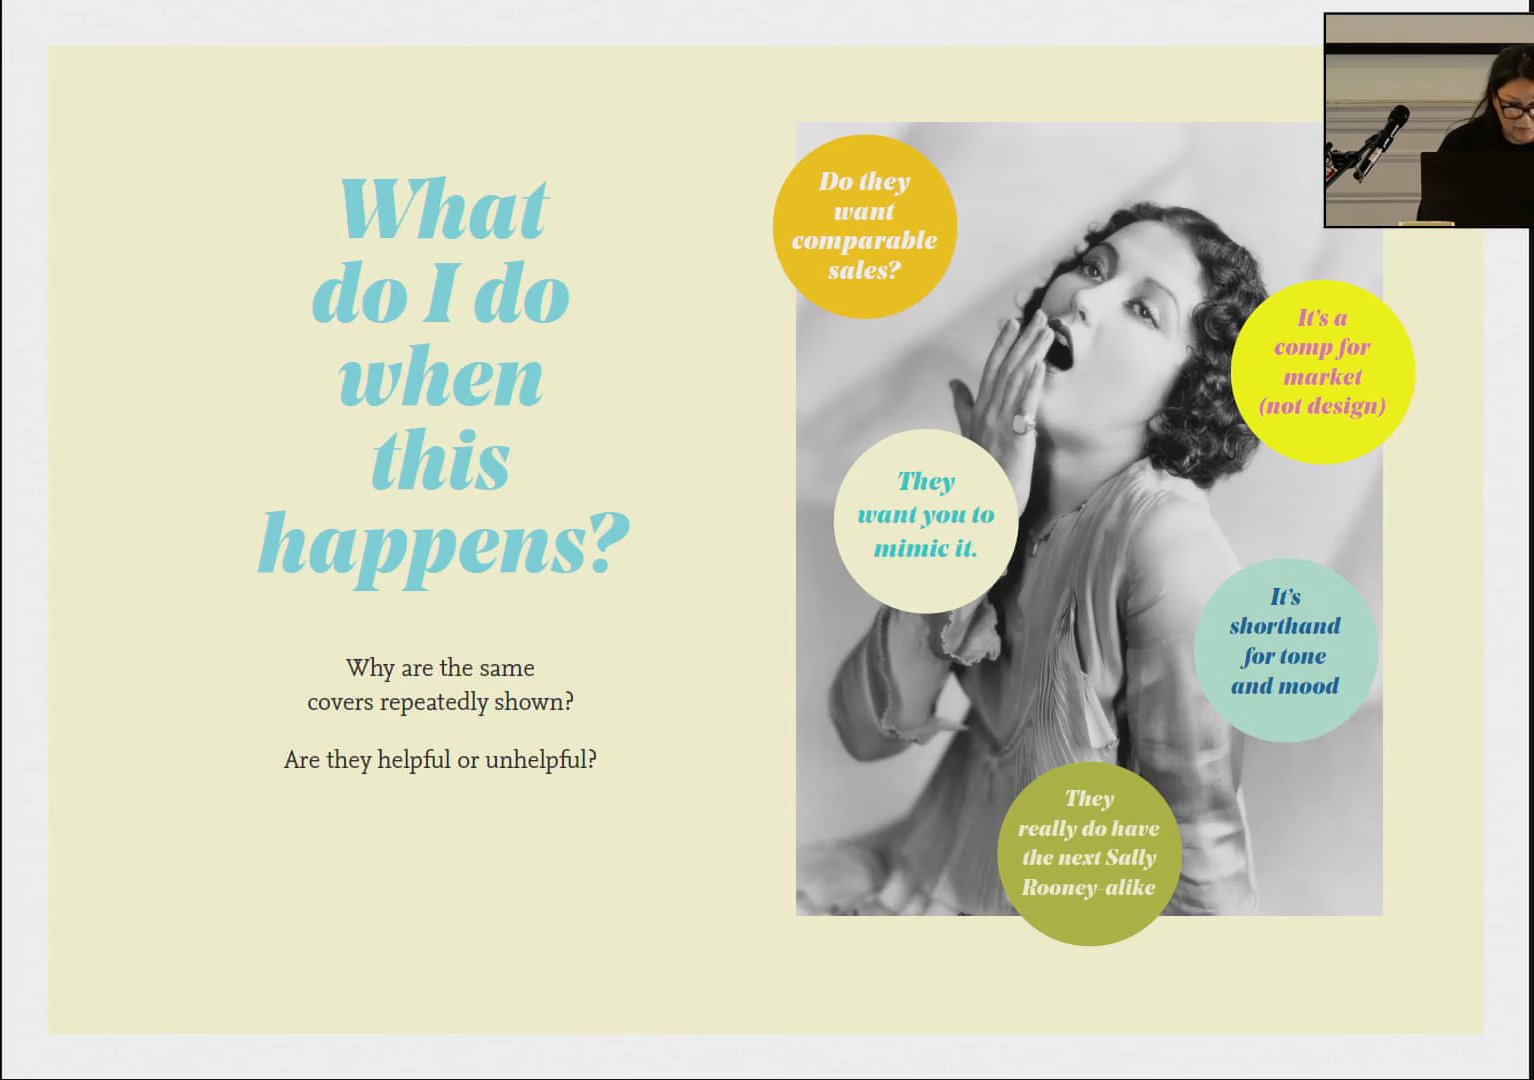 What
do I do
when
this
happens?
Why are the same
covers repeatedly shown?
Are they helpful or unhelpful?
Do they
want
comparable
sales?
It's a
comp for
market
(not design)
They
want you to
mimic it.
It's
shorthand
for tone
and mood
They
really do have
the next Sally
Rooney-alike